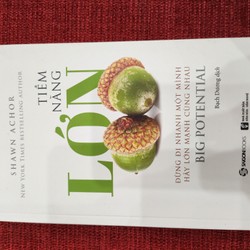 SHAWN ACHOR
NEW YORK TIMES BESTSELLING AUTHOR
TIỀM NĂNG
LỚN
ĐỪNG ĐI NHANH MỘT MÌNH
HÃY LỚN MẠNH CÙNG NHAU
BIG POTENTIAL
Bạch Dương dịch
SAIGONBOOKS